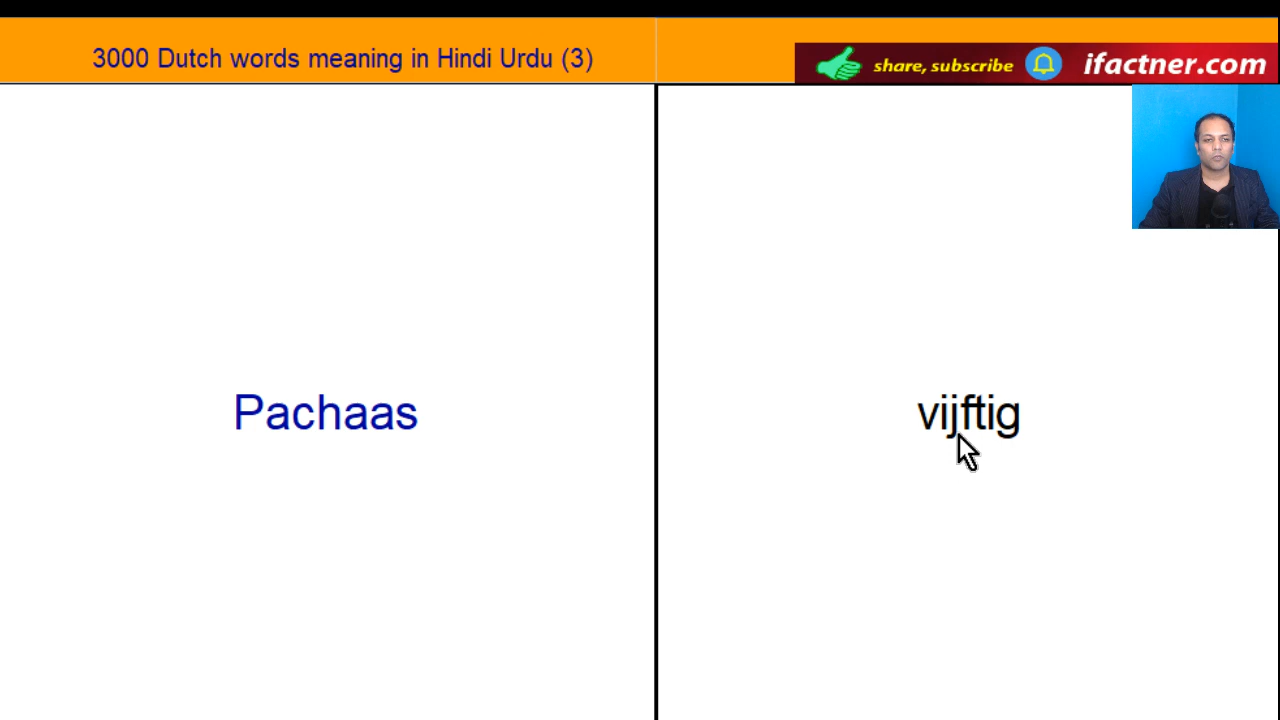 3000 Dutch words meaning in Hindi Urdu (3)
share, subscribe
ifactner.com
Pachaas
vijftig